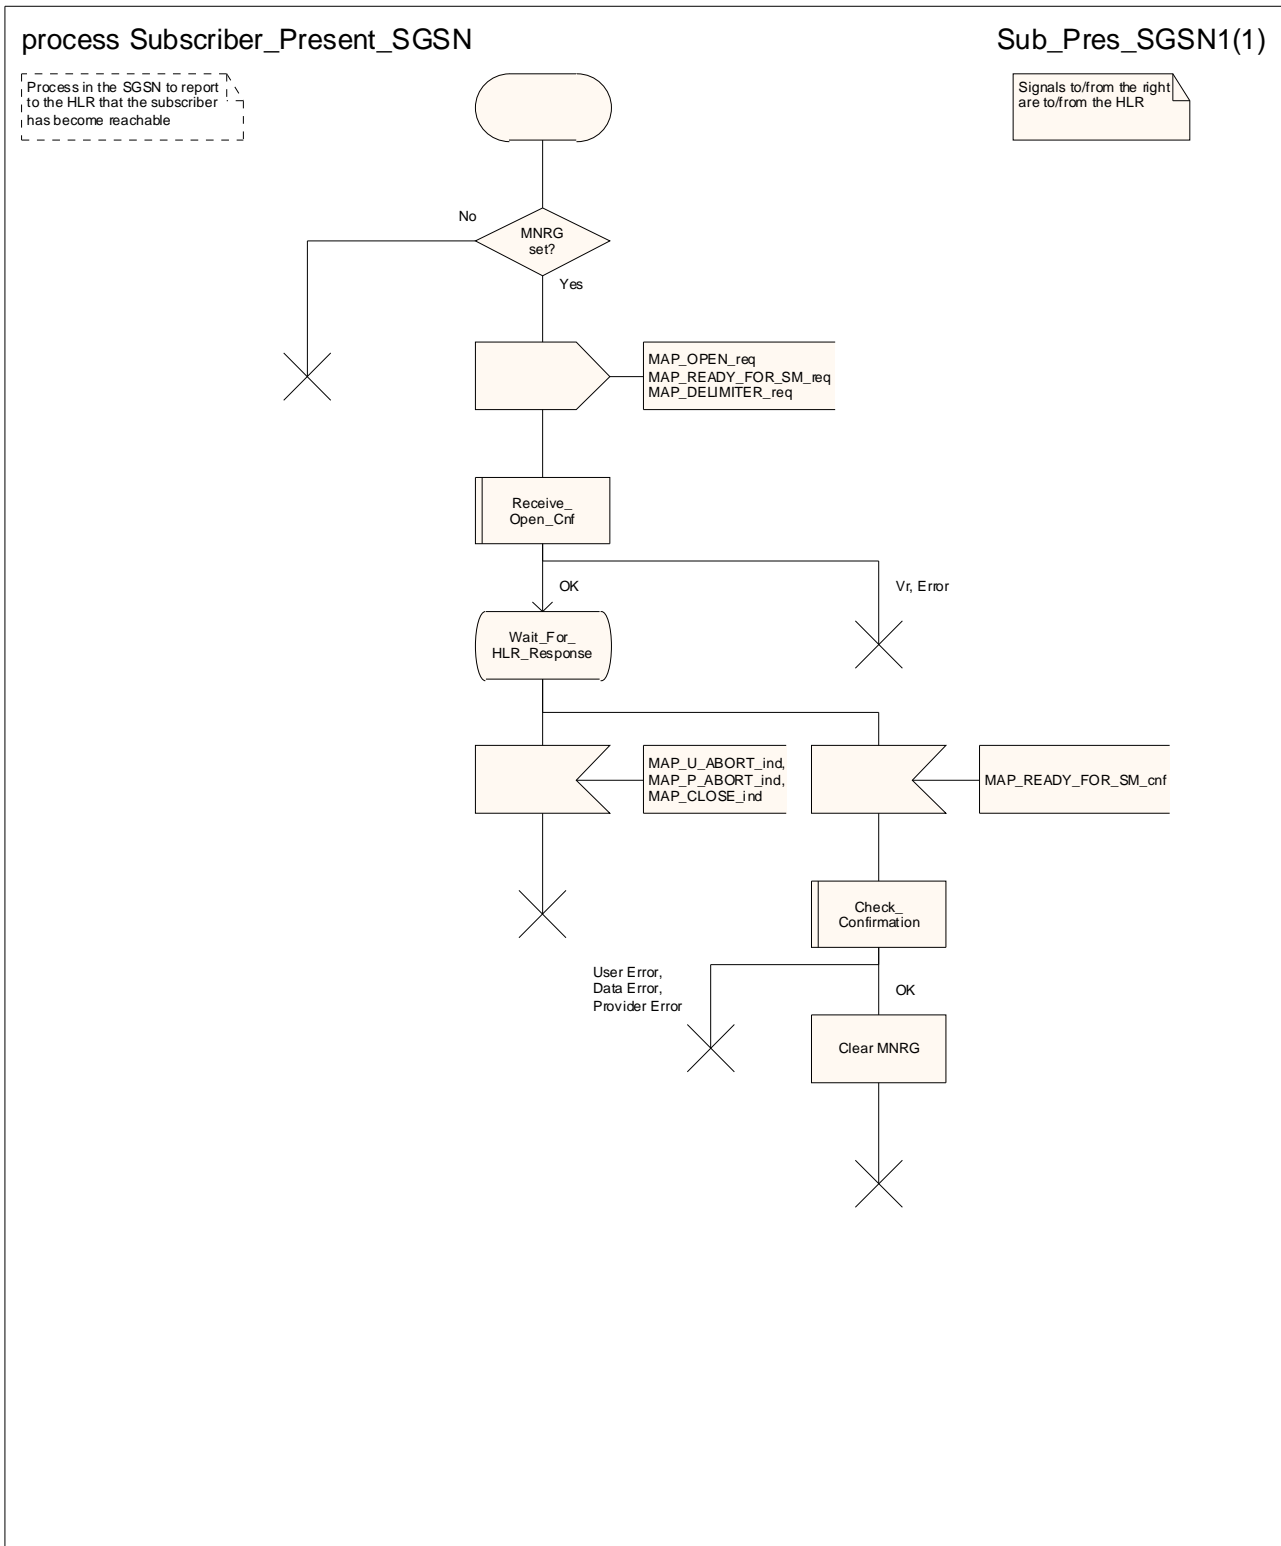 process Subscriber_Present_SGSN
Sub_Pres_SGSN1(1)
Process in the SGSN to report
to the HLR that the subscriber
has become reachable
Signals to/from the right
are to/from the HLR
No
MNRG
set?
Yes
MAP_OPEN_req
MAP_READY_FOR_SM_req
MAP_DELIMITER_req
Receive_
Open_Cnf
OK
Vr, Error
Wait_For_
HLR_Response
MAP_U_ABORT_ind,
MAP_P_ABORT_ind,
MAP_CLOSE_ind
MAP_READY_FOR_SM_cnf
Check_
Confirmation
User Error,
Data Error,
Provider Error
OK
Clear MNRG